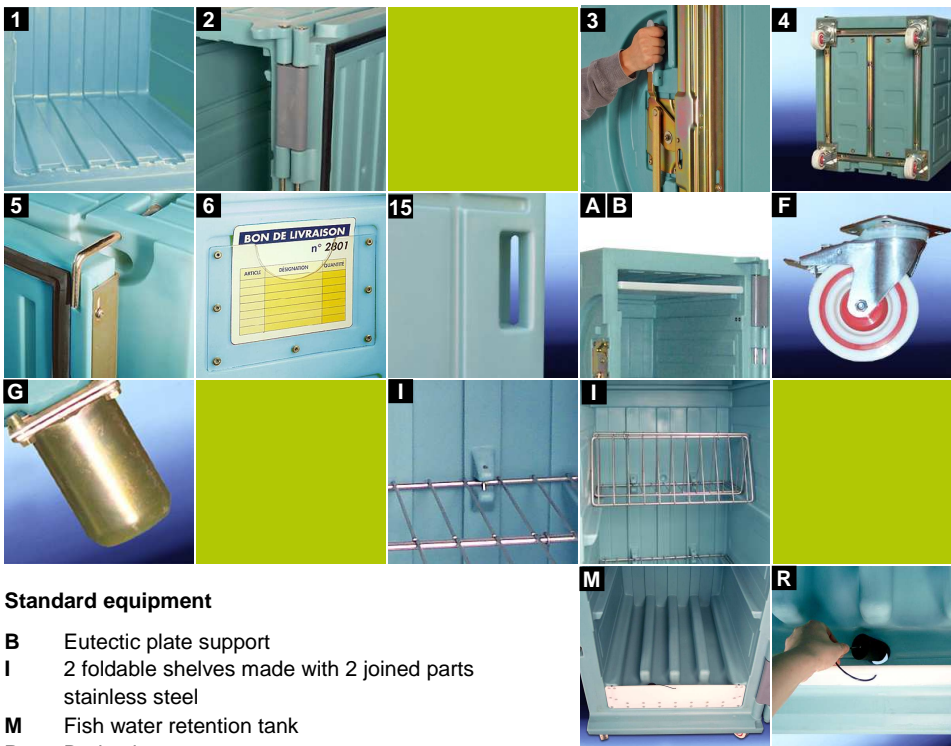 1
2
3
4
5
6
15
A B
F
BON DE LIVRAISON
n° 2801
ARTICLE DÉSIGNATION QUANTITÉ
G
I
I
M
R
Standard equipment
B Eutectic plate support
I 2 foldable shelves made with 2 joined parts
stainless steel
M Fish water retention tank